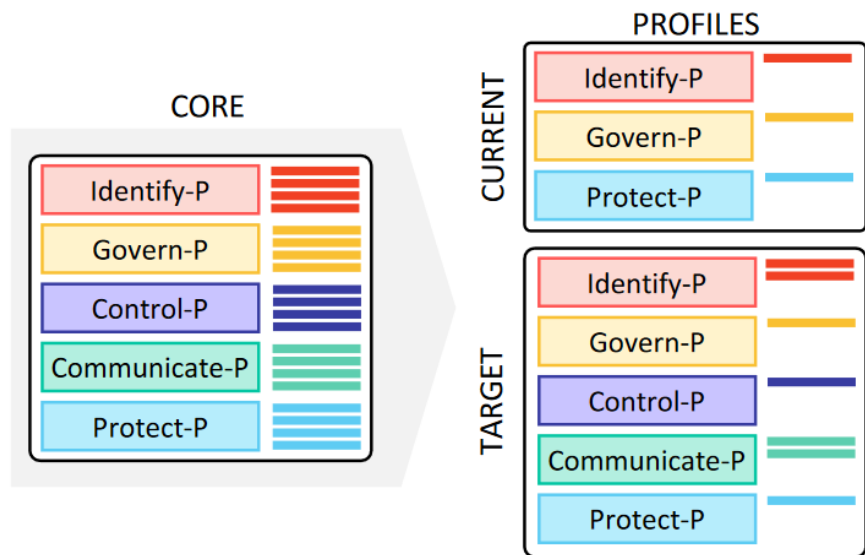 CORE
Identify-P
Govern-P
Control-P
Communicate-P
Protect-P
PROFILES
CURRENT
Identify-P
Govern-P
Protect-P
TARGET
Identify-P
Govern-P
Control-P
Communicate-P
Protect-P